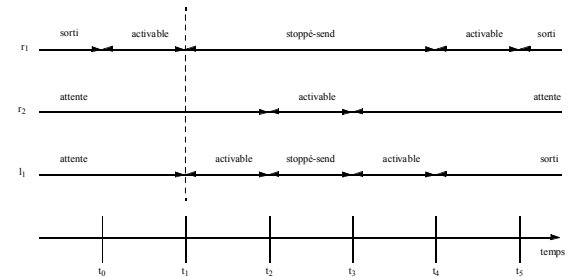 sorti activable stoppé-send activable sorti
r1
attente activable attente
r2
attente activable stoppé-send activable sorti
l1
temps
t0 t1 t2 t3 t4 t5